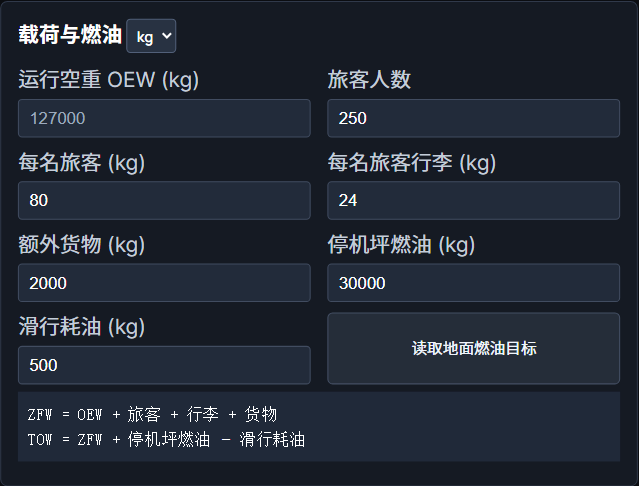 载荷与燃油 kg
运行空重 OEW (kg) 旅客人数
127000 250
每名旅客 (kg) 每名旅客行李 (kg)
80 24
额外货物 (kg) 停机坪燃油 (kg)
2000 30000
滑行耗油 (kg)
读取地面燃油目标
500
ZFW = OEW + 旅客 + 行李 + 货物
TOW = ZFW + 停机坪燃油 − 滑行耗油